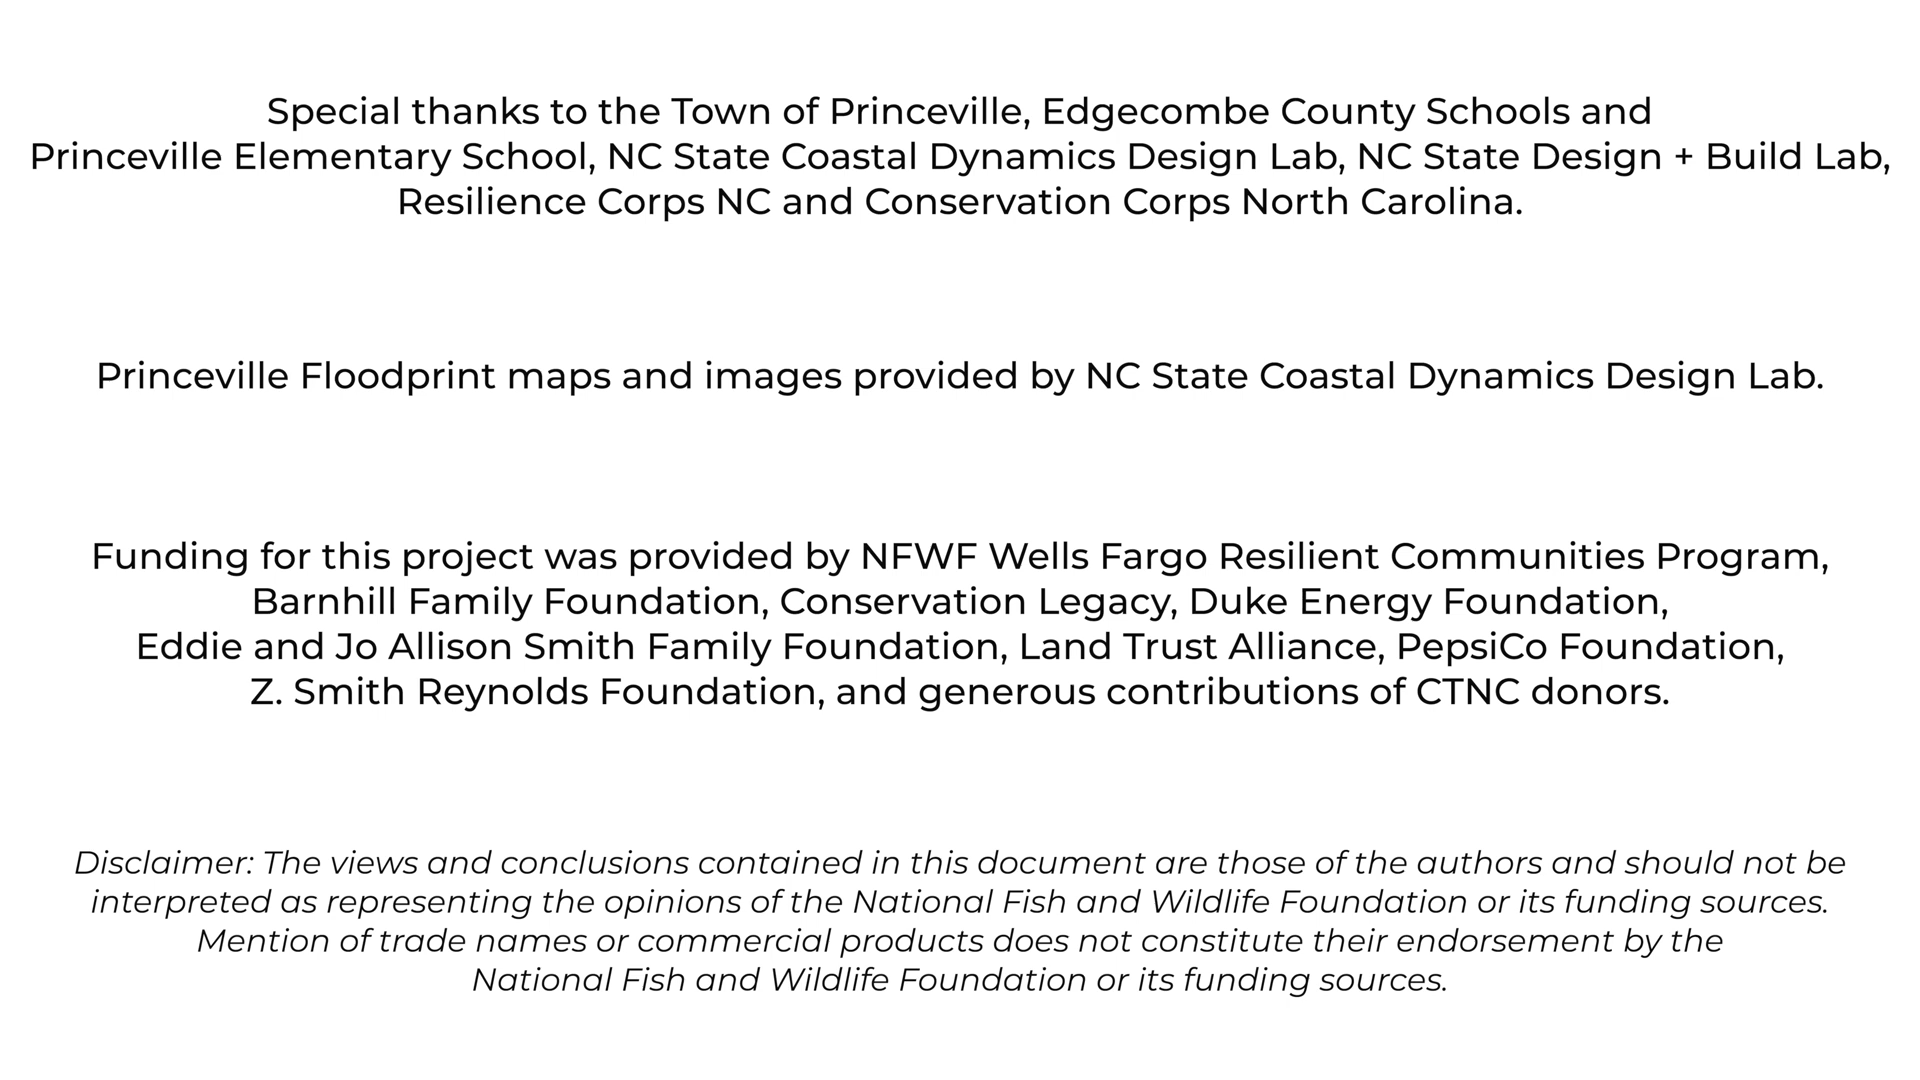 Special thanks to the Town of Princeville, Edgecombe County Schools and
Princeville Elementary School, NC State Coastal Dynamics Design Lab, NC State Design + Build Lab,
Resilience Corps NC and Conservation Corps North Carolina.
Princeville Floodprint maps and images provided by NC State Coastal Dynamics Design Lab.
Funding for this project was provided by NFWF Wells Fargo Resilient Communities Program,
Barnhill Family Foundation, Conservation Legacy, Duke Energy Foundation,
Eddie and Jo Allison Smith Family Foundation, Land Trust Alliance, PepsiCo Foundation,
Z. Smith Reynolds Foundation, and generous contributions of CTNC donors.
Disclaimer: The views and conclusions contained in this document are those of the authors and should not be
interpreted as representing the opinions of the National Fish and Wildlife Foundation or its funding sources.
Mention of trade names or commercial products does not constitute their endorsement by the
National Fish and Wildlife Foundation or its funding sources.